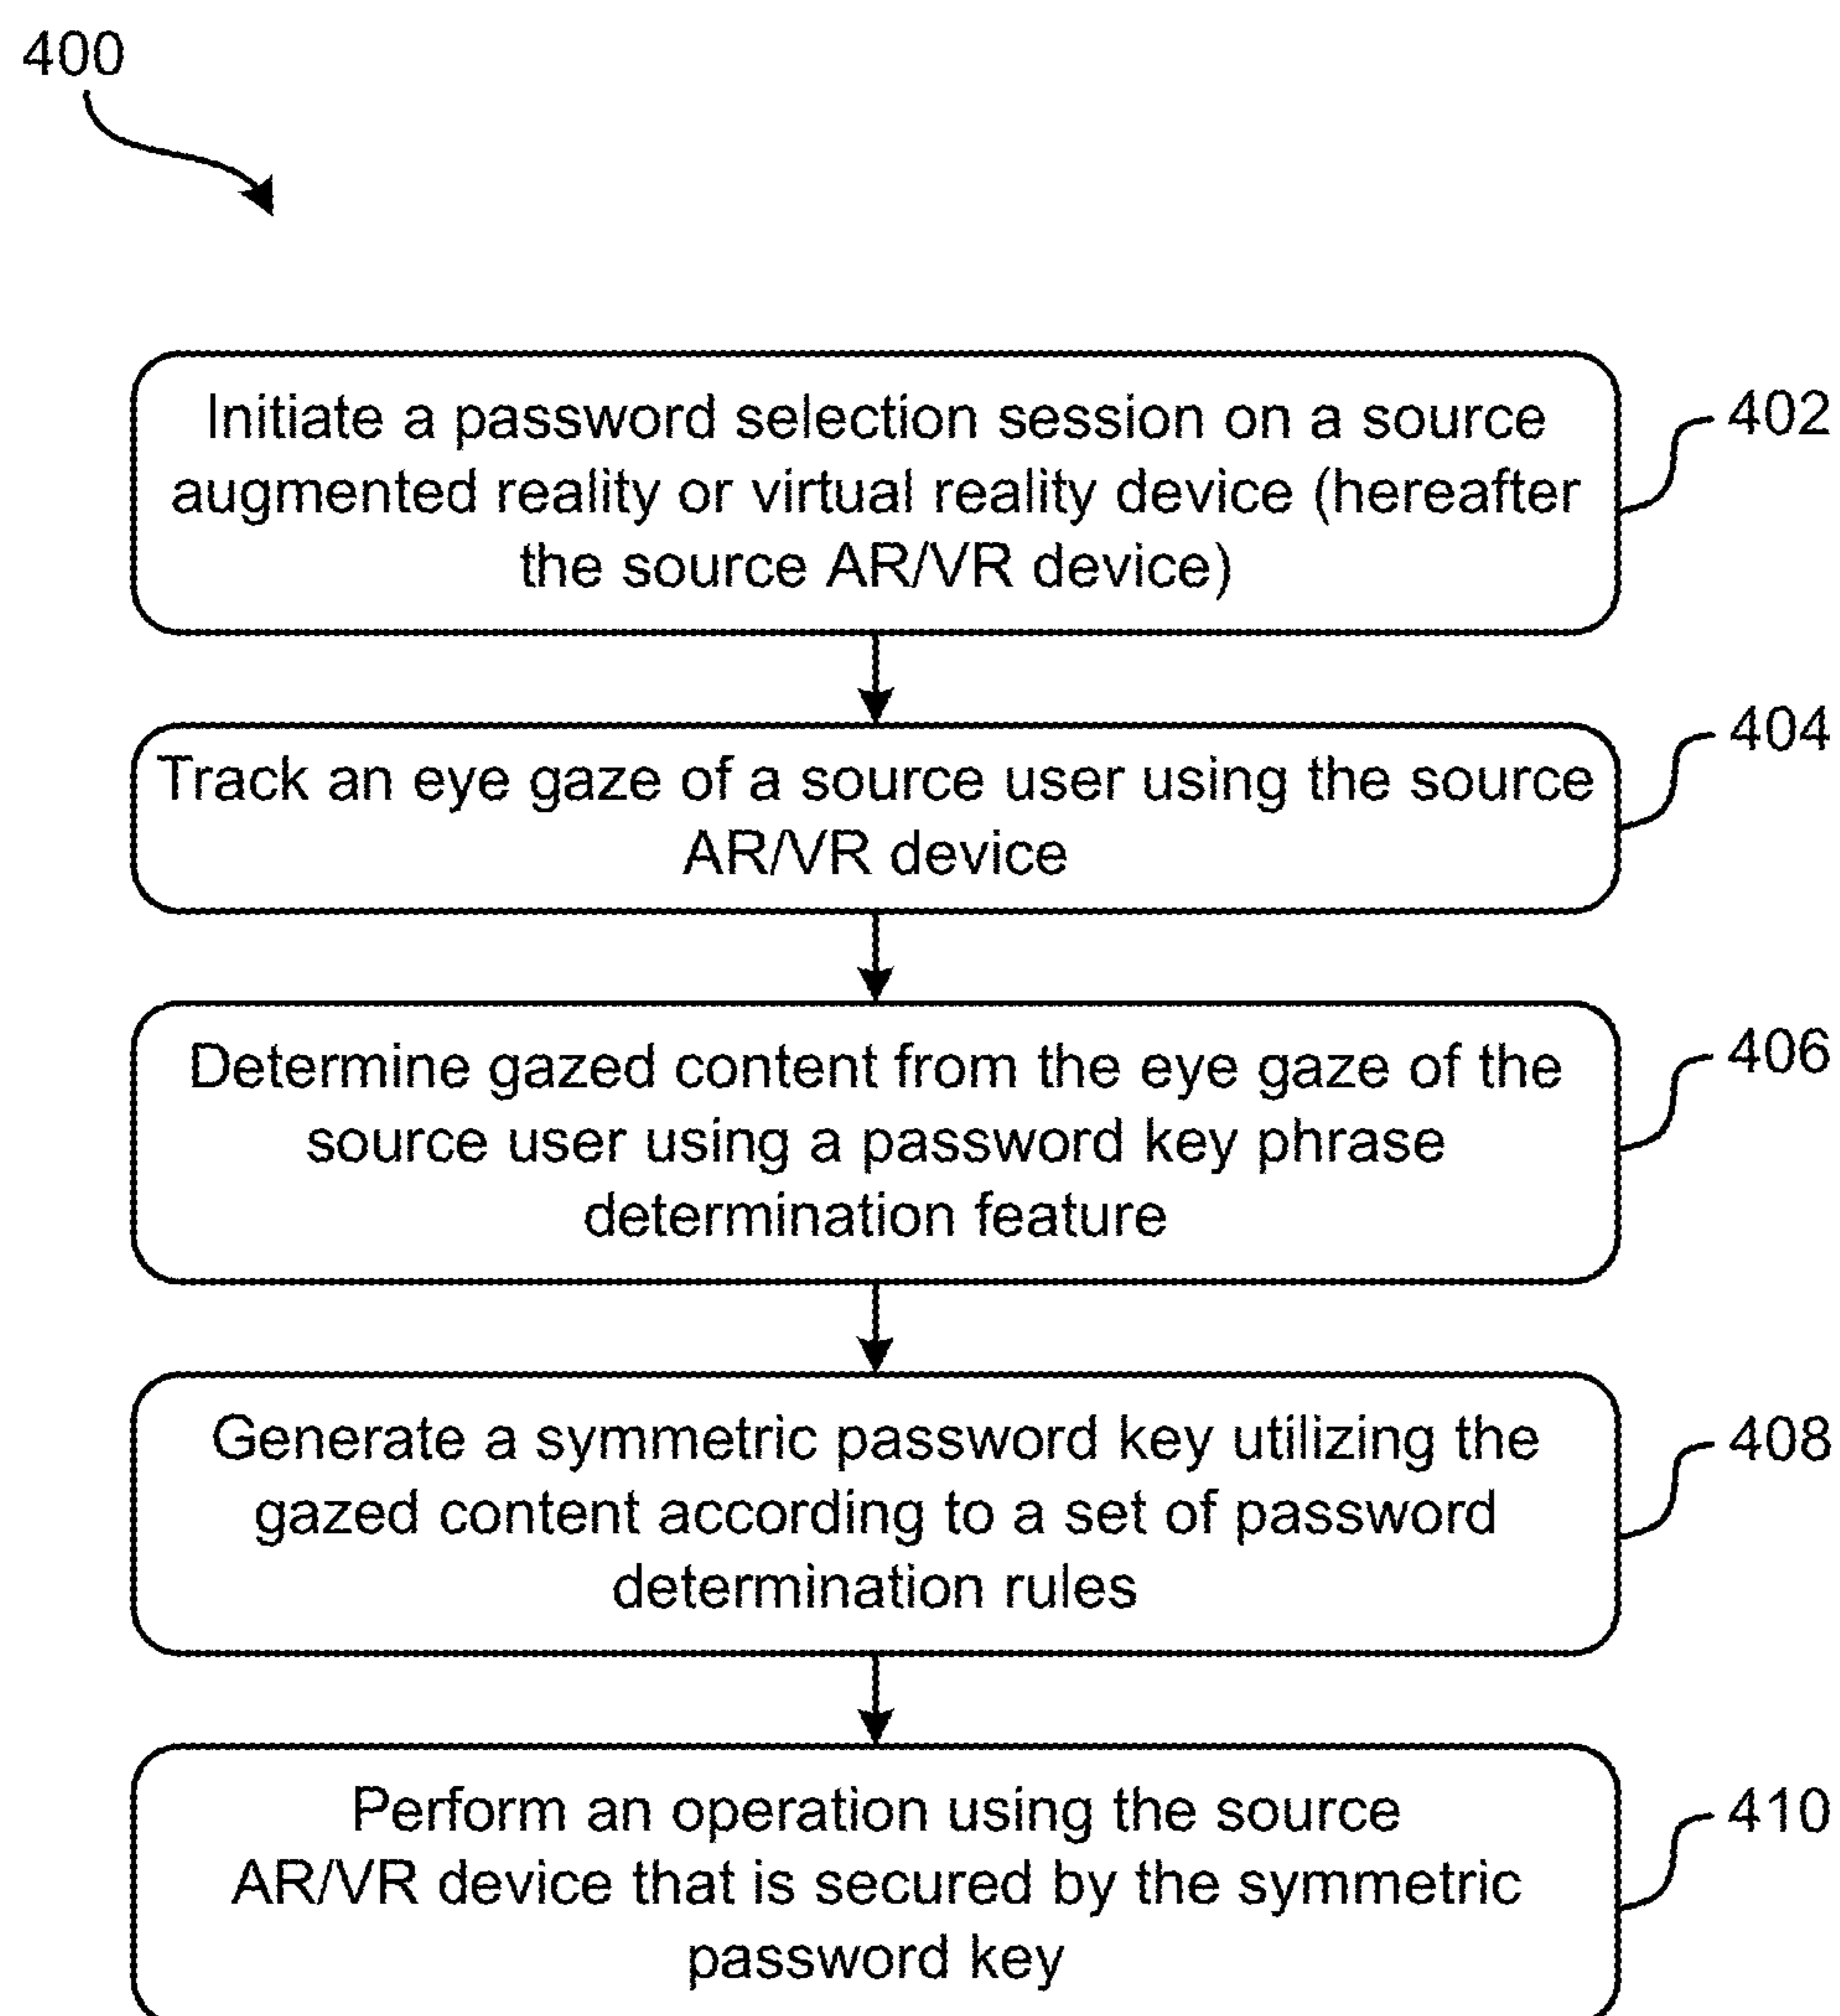 400
Initiate a password selection session on a source
augmented reality or virtual reality device (hereafter
the source AR/VR device)
402
Track an eye gaze of a source user using the source
AR/VR device
404
Determine gazed content from the eye gaze of the
source user using a password key phrase
determination feature
406
Generate a symmetric password key utilizing the
gazed content according to a set of password
determination rules
408
Perform an operation using the source
AR/VR device that is secured by the symmetric
password key
410